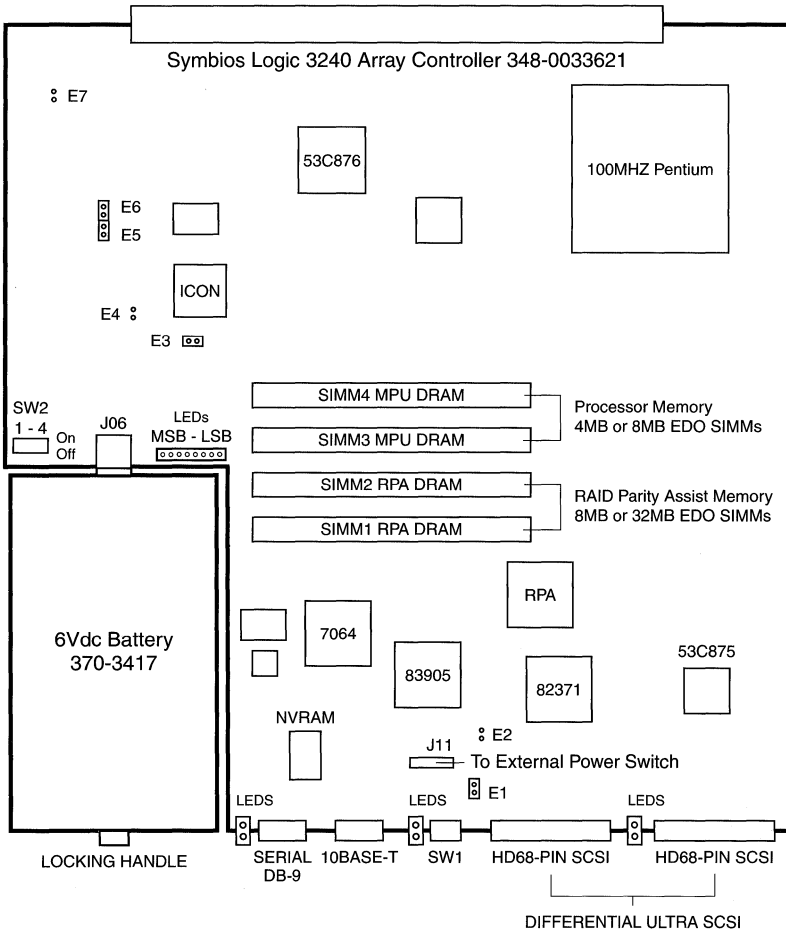 Symbios Logic 3240 Array Controller 348-0033621
E7
53C876
100MHZ Pentium
E6
E5
ICON
E4
E3
SIMM4 MPU DRAM
Processor Memory
4MB or 8MB EDO SIMMs
SIMM3 MPU DRAM
SW2
1 - 4
On
Off
J06
LEDs
MSB - LSB
SIMM2 RPA DRAM
RAID Parity Assist Memory
8MB or 32MB EDO SIMMs
SIMM1 RPA DRAM
RPA
6Vdc Battery
370-3417
7064
83905
82371
53C875
NVRAM
E2
J11
To External Power Switch
E1
LEDS
LEDS
LEDS
LOCKING HANDLE
SERIAL
DB-9
10BASE-T
SW1
HD68-PIN SCSI
HD68-PIN SCSI
DIFFERENTIAL ULTRA SCSI